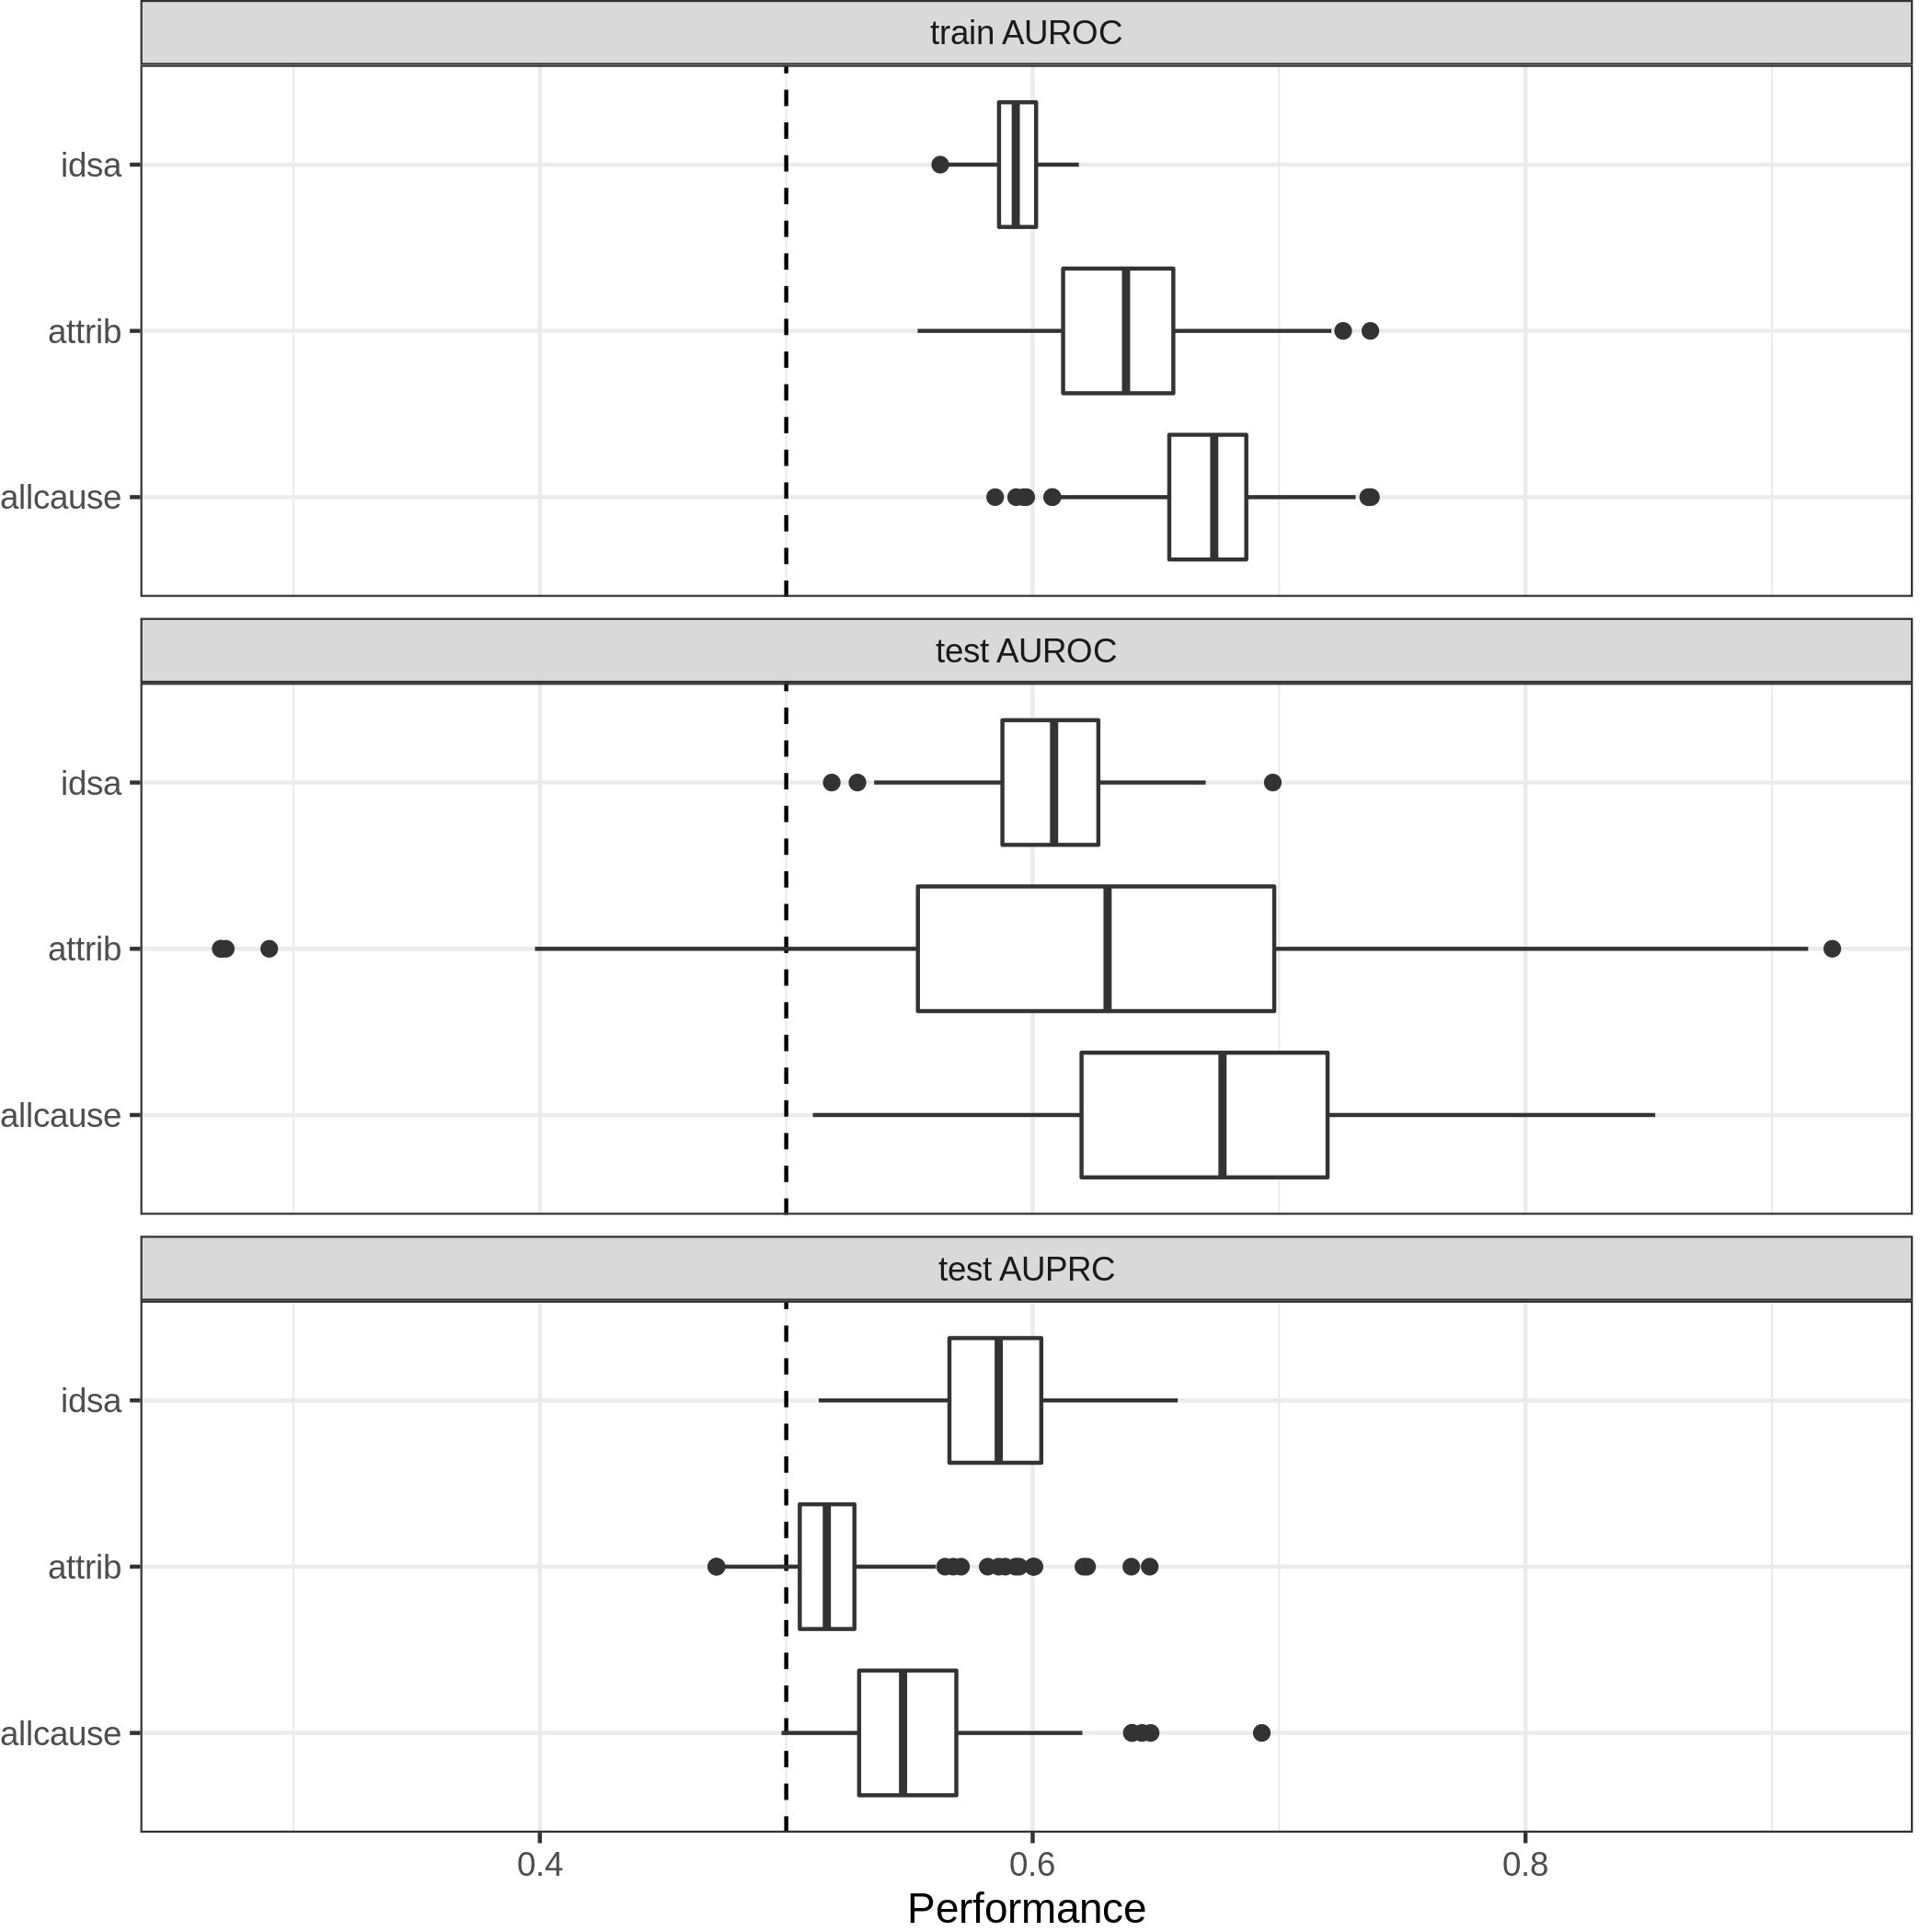 train AUROC
idsa
attrib
allcause
test AUROC
idsa
attrib
allcause
test AUPRC
idsa
attrib
allcause
0.4 0.6 0.8
Performance